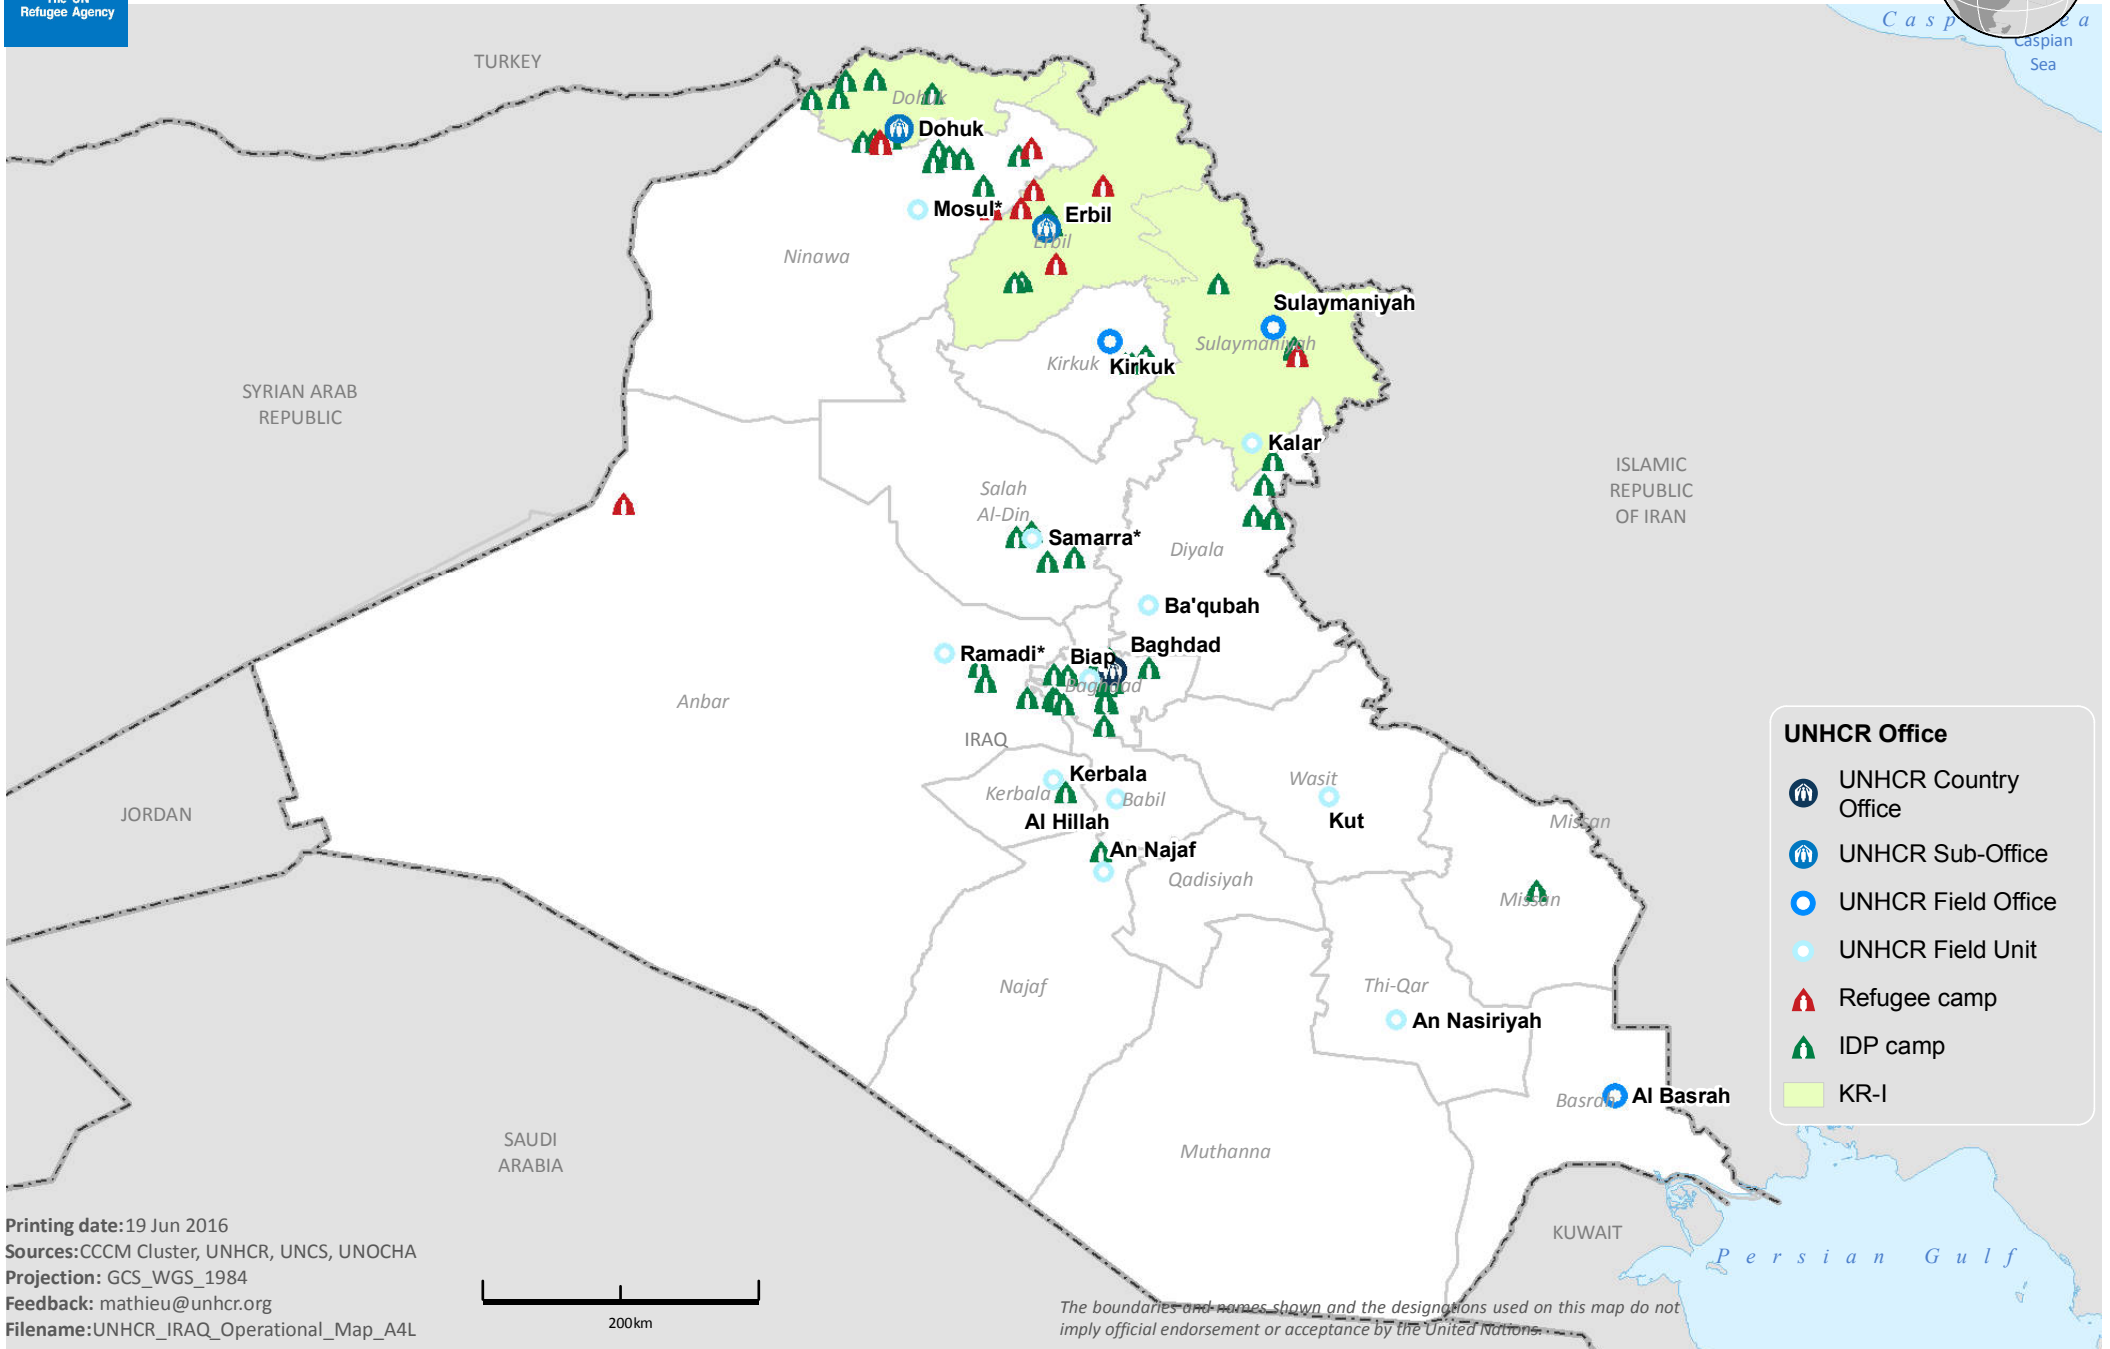 Refugee Agency
Casp
ea
Caspian
Sea
TURKEY
Dohuk
Dohuk
Mosul*
Erbil
Erbil
Ninawa
Sulaymaniyah
Sulaymaniyah
Kirkuk
Kirkuk
SYRIAN ARAB
REPUBLIC
Kalar
ISLAMIC
REPUBLIC
OF IRAN
Salah
Al-Din
Samarra*
Diyala
Ba'qubah
Ramadi*
Biap
Baghdad
Baghdad
Anbar
IRAQ
Kerbala
Kerbala
Babil
Al Hillah
Wasit
Kut
JORDAN
Missan
An Najaf
Qadisiyah
Missan
Najaf
Thi-Qar
An Nasiriyah
Basrah
Al Basrah
Muthanna
SAUDI
ARABIA
KUWAIT
Persian Gulf
UNHCR Office
UNHCR Country
Office
UNHCR Sub-Office
UNHCR Field Office
UNHCR Field Unit
Refugee camp
IDP camp
KR-I
Printing date:19 Jun 2016
Sources:CCCM Cluster, UNHCR, UNCS, UNOCHA
Projection: GCS_WGS_1984
Feedback: mathieu@unhcr.org
Filename:UNHCR_IRAQ_Operational_Map_A4L
200km
The boundaries and names shown and the designations used on this map do not
imply official endorsement or acceptance by the United Nations.